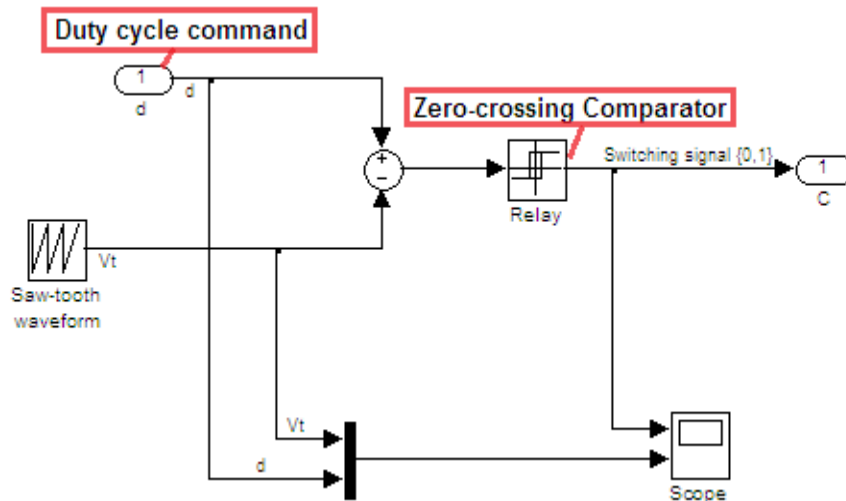 Duty cycle command
1
d
d
Zero-crossing Comparator
+
−
Switching signal {0,1}
1
C
Relay
Vt
Saw-tooth
waveform
Vt
d
Scope